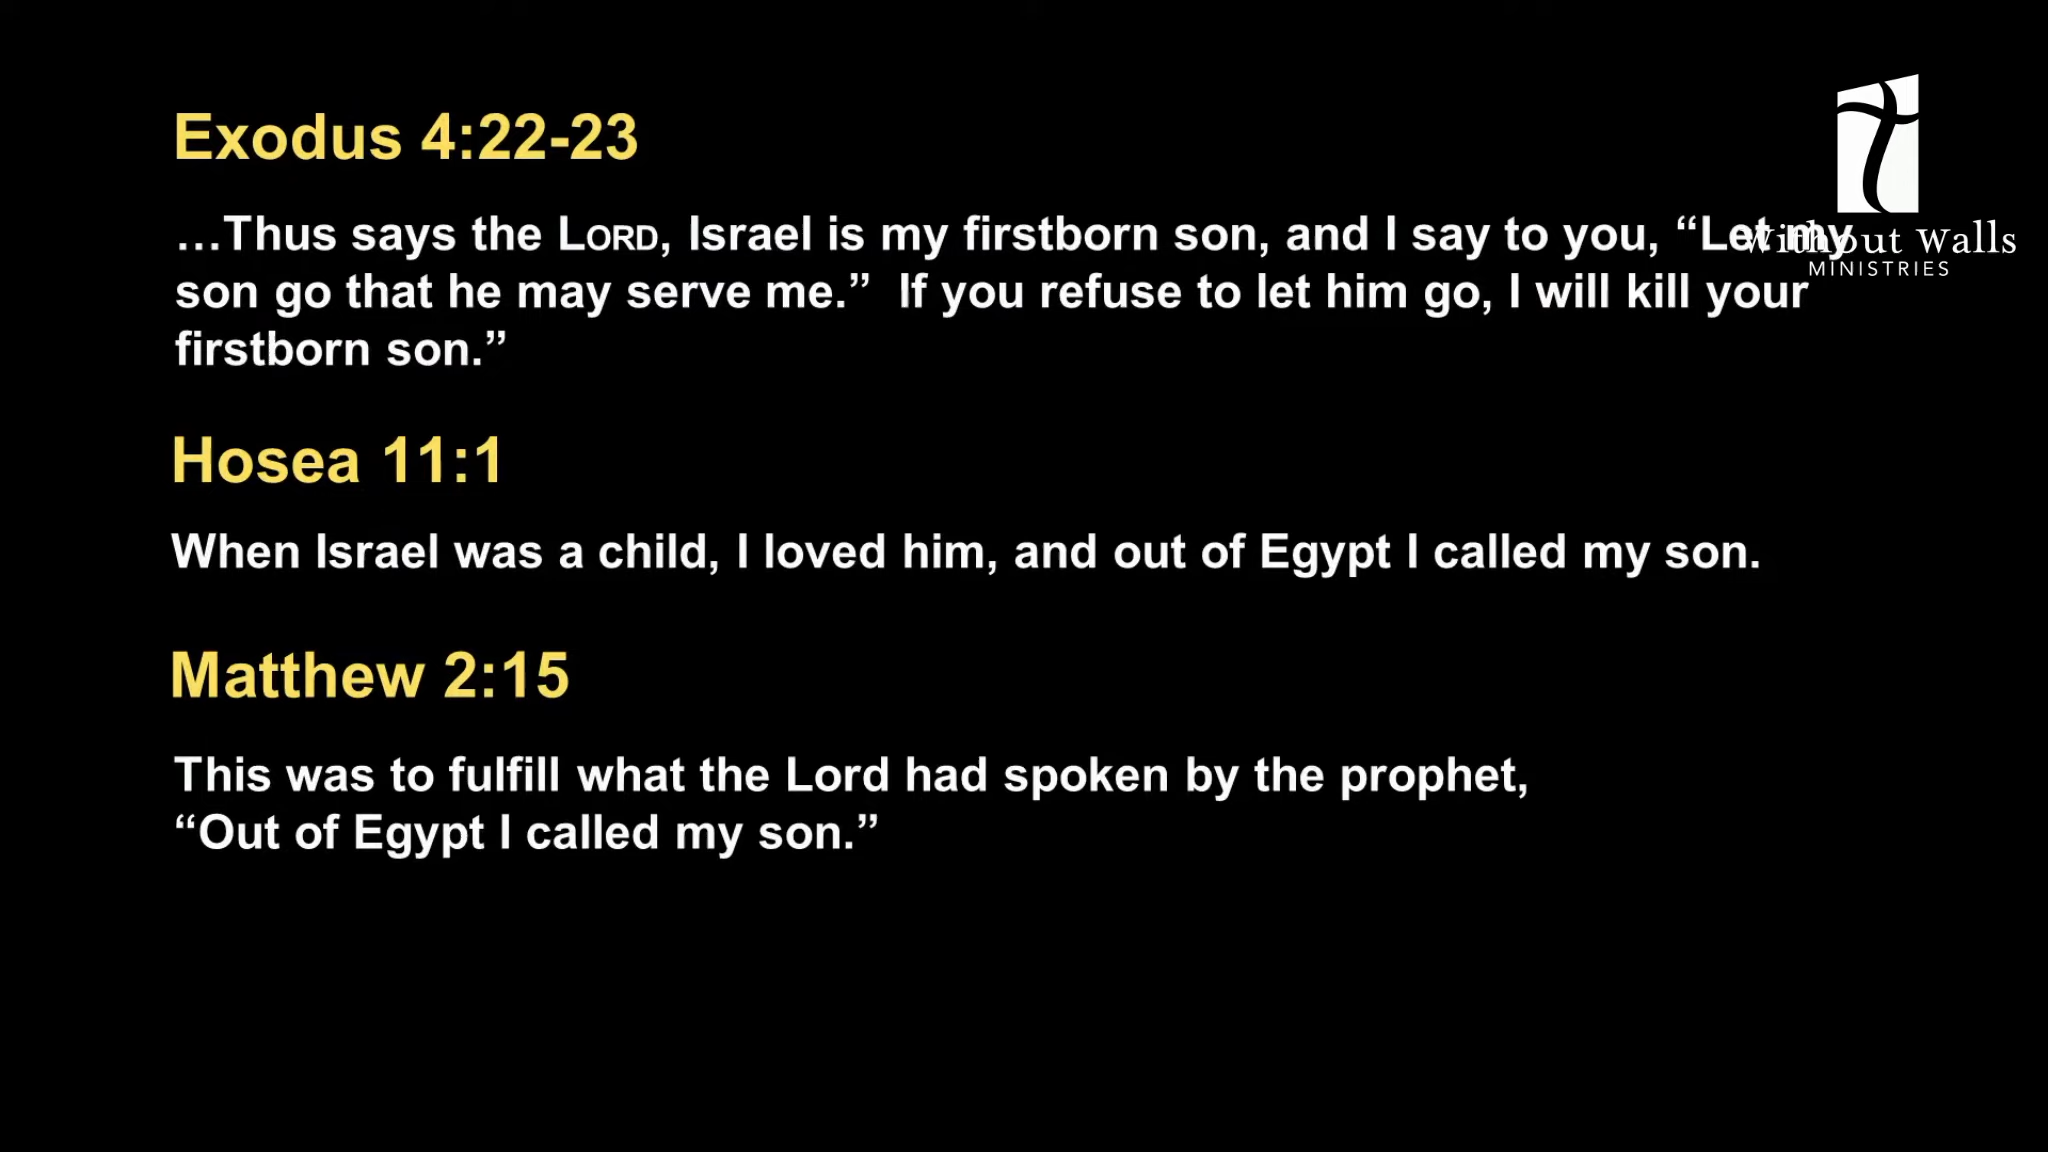 Exodus 4:22-23
…Thus says the LORD, Israel is my firstborn son, and I say to you, “Let my
son go that he may serve me.”  If you refuse to let him go, I will kill your
firstborn son.”
Without Walls
MINISTRIES
Hosea 11:1
When Israel was a child, I loved him, and out of Egypt I called my son.
Matthew 2:15
This was to fulfill what the Lord had spoken by the prophet,
“Out of Egypt I called my son.”